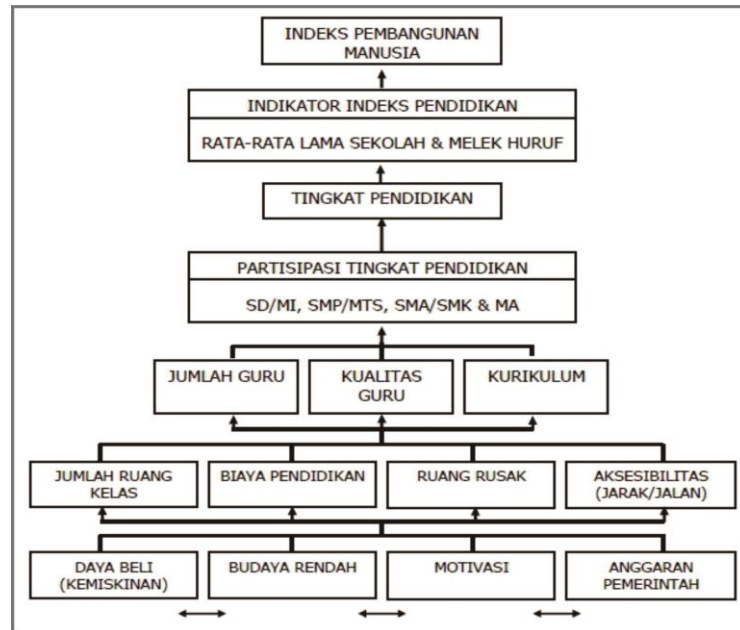 INDEKS PEMBANGUNAN
MANUSIA
INDIKATOR INDEKS PENDIDIKAN
RATA-RATA LAMA SEKOLAH & MELEK HURUF
TINGKAT PENDIDIKAN
PARTISIPASI TINGKAT PENDIDIKAN
SD/MI, SMP/MTS, SMA/SMK & MA
JUMLAH GURU
KUALITAS
GURU
KURIKULUM
JUMLAH RUANG
KELAS
BIAYA PENDIDIKAN
RUANG RUSAK
AKSESIBILITAS
(JARAK/JALAN)
DAYA BELI
(KEMISKINAN)
BUDAYA RENDAH
MOTIVASI
ANGGARAN
PEMERINTAH